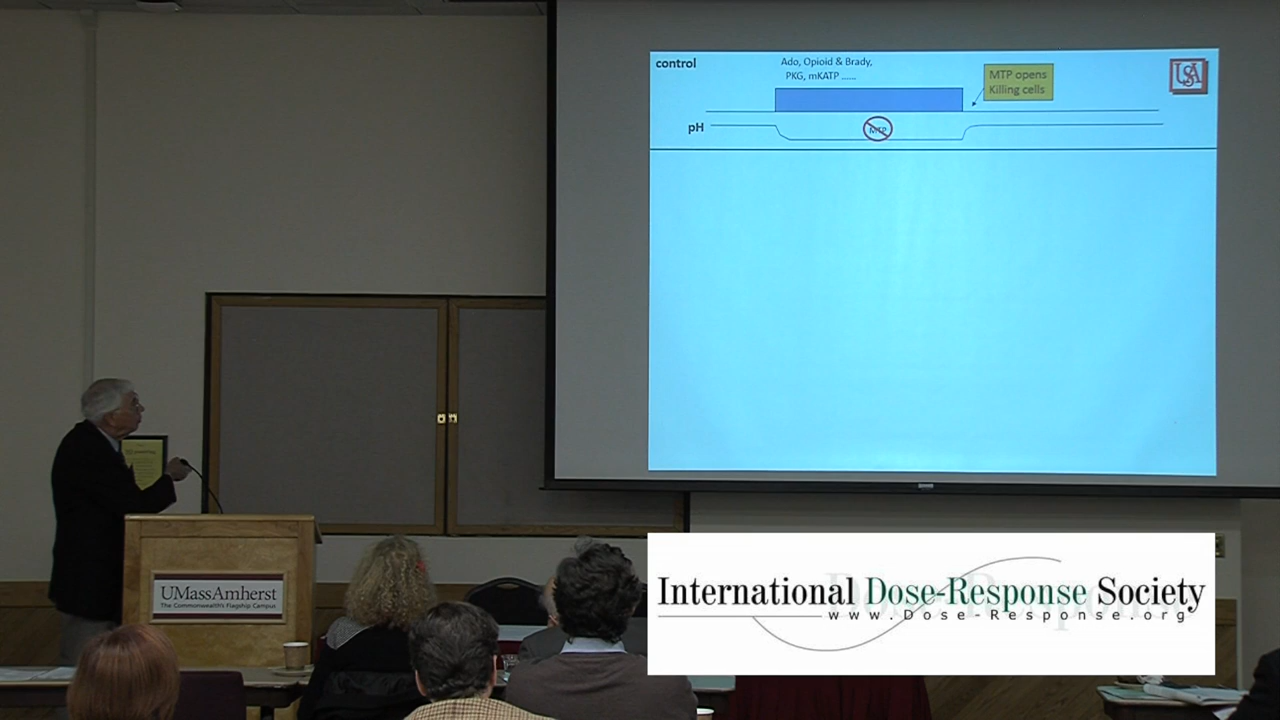 control
Ado, Opioid & Brady,
PKG, mKATP ......
MTP opens
Killing cells
USA
pH
MTP
UMassAmherst
The Commonwealth's Flagship Campus
International Dose-Response Society
www.Dose-Response.org